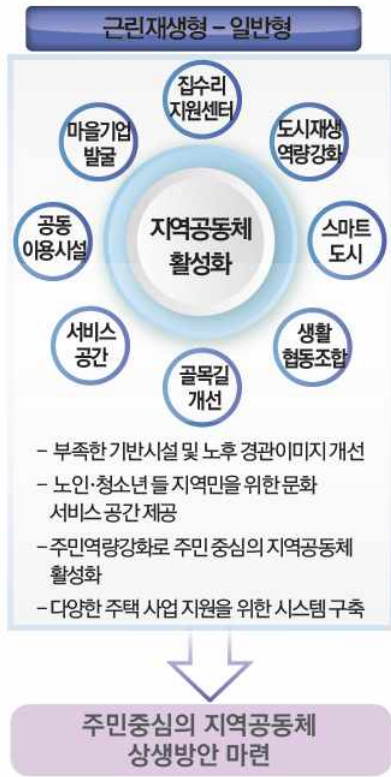 근린재생형 – 일반형
집수리
지원센터
마을기업
발굴
도시재생
역량강화
공동
이용시설
지역공동체
활성화
스마트
도시
서비스
공간
생활
협동조합
골목길
개선
– 부족한 기반시설 및 노후 경관이미지 개선
– 노인·청소년 들 지역민을 위한 문화
서비스 공간 제공
–주민역량강화로 주민 중심의 지역공동체
활성화
–다양한 주택 사업 지원을 위한 시스템 구축
주민중심의 지역공동체
상생방안 마련